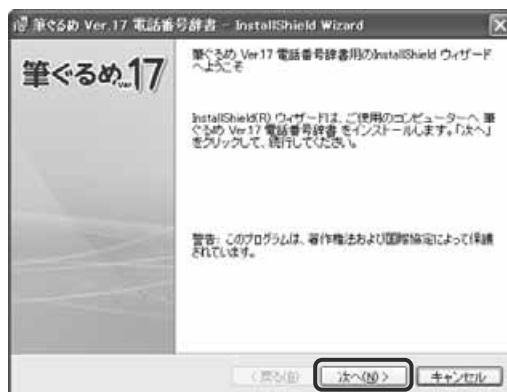 筆ぐるめ Ver.17 電話番号辞書 - InstallShield Wizard
筆ぐるめ Ver.17
筆ぐるめ Ver.17 電話番号辞書用のInstallShield ウィザード
へようこそ
InstallShield(R) ウィザードは、ご使用のコンピューターへ 筆
ぐるめ Ver.17 電話番号辞書 をインストールします。「次へ」
をクリックして、続行してください。
警告: このプログラムは、著作権法および国際協定によって保護
されています。
< 戻る(B)
次へ(N) >
キャンセル